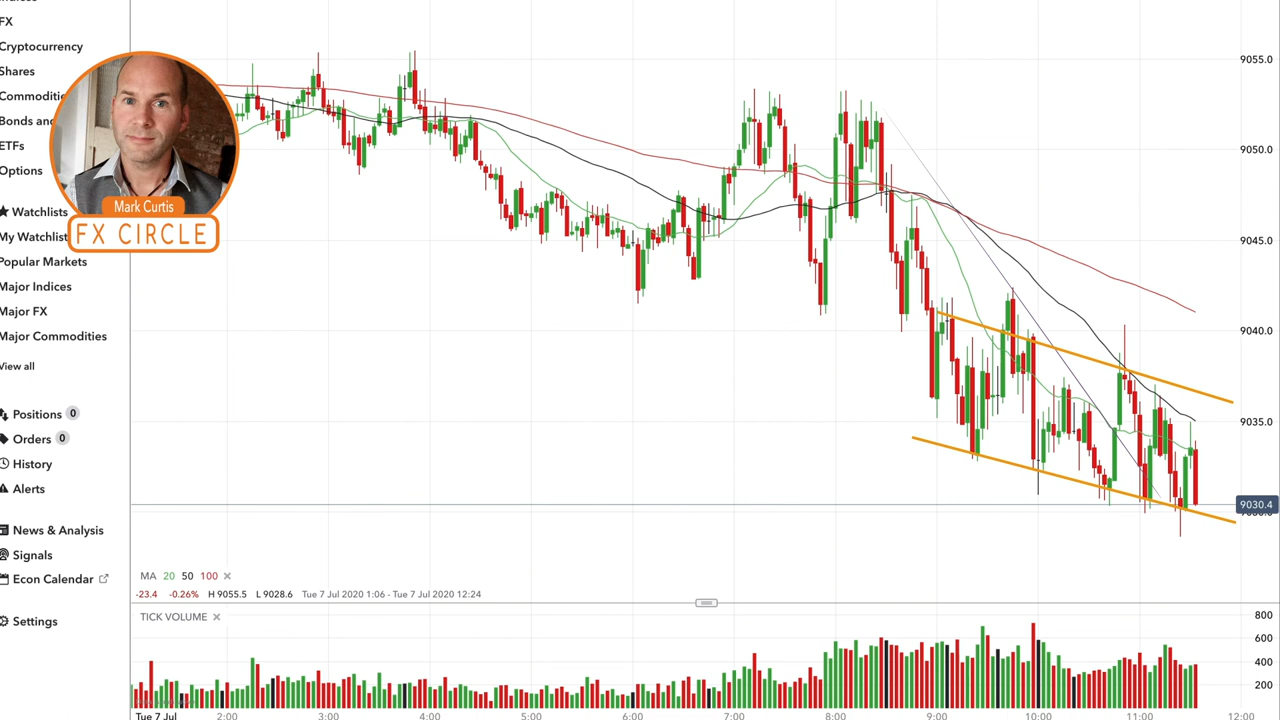 FX
Cryptocurrency
Shares
Commoditie
Bonds and
ETFs
Options
Mark Curtis
FX CIRCLE
Watchlists
My Watchlist
Popular Markets
Major Indices
Major FX
Major Commodities
View all
Positions 0
Orders 0
History
Alerts
News & Analysis
Signals
Econ Calendar
Settings
9055.0
9050.0
9045.0
9040.0
9035.0
9030.4
MA 20 50 100
-23.4 -0.26% H 9055.5 L 9028.6 Tue 7 Jul 2020 1:06 - Tue 7 Jul 2020 12:24
TICK VOLUME
800
600
400
200
Tue 7 Jul 2:00 3:00 4:00 5:00 6:00 7:00 8:00 9:00 10:00 11:00 12:00